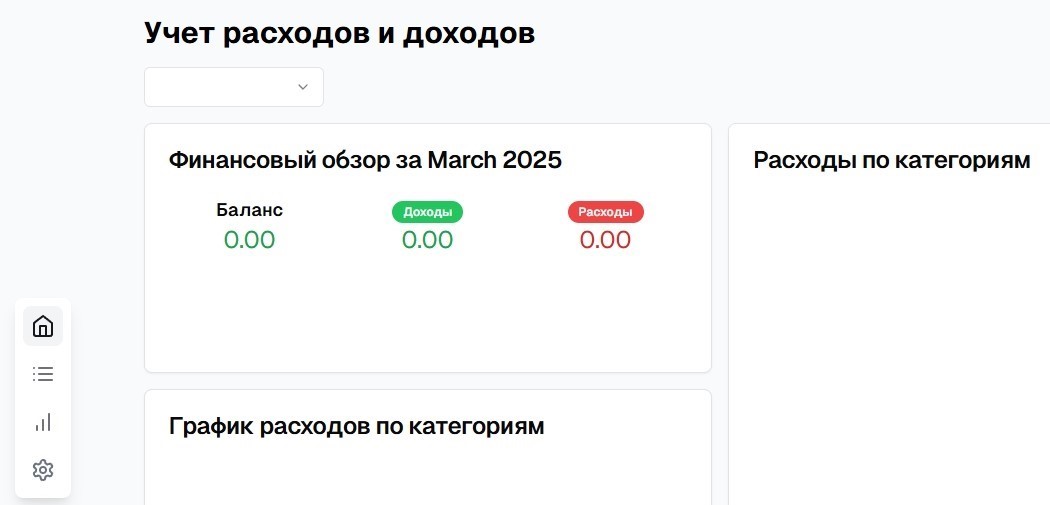 Учет расходов и доходов
Финансовый обзор за March 2025
Баланс
0.00
Доходы
0.00
Расходы
0.00
График расходов по категориям
Расходы по категориям